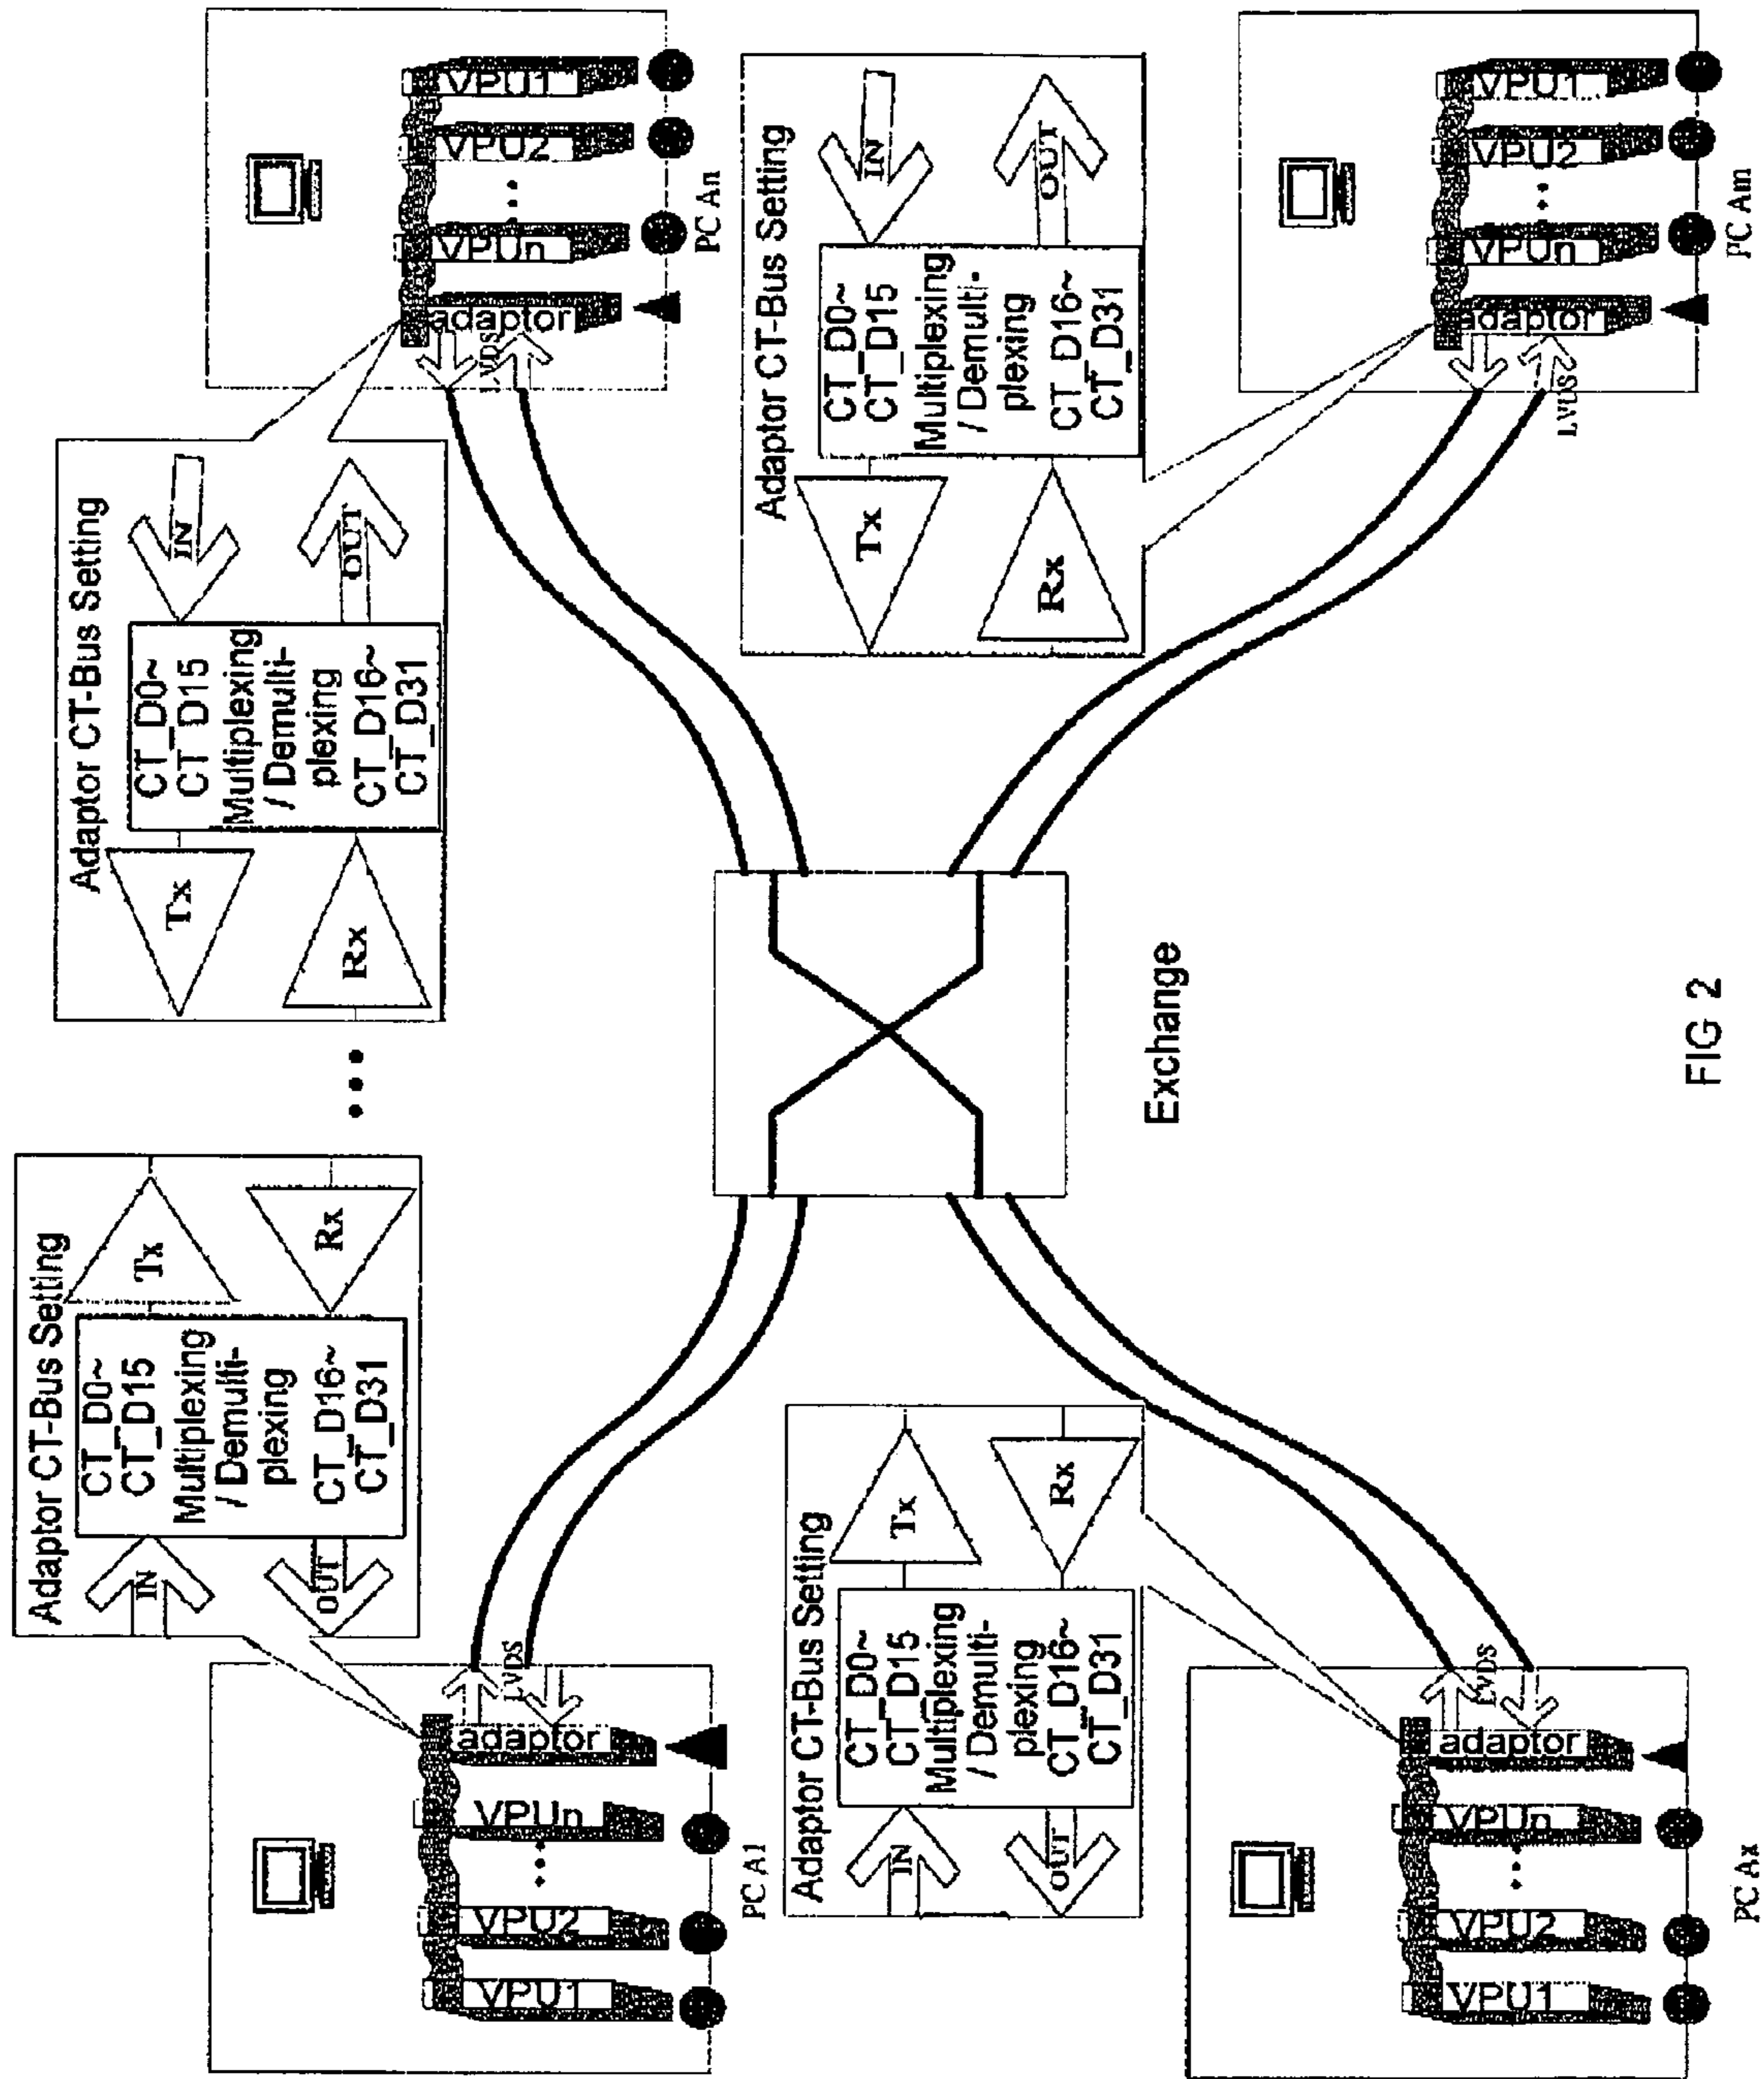 Adaptor CT-Bus Setting
IN
OUT
CT_D0~
CT_D15
Multiplexing
/ Demulti-
plexing
CT_D16~
CT_D31
Tx
Rx
...
Adaptor CT-Bus Setting
Tx
Rx
CT_D0~
CT_D15
Multiplexing
/ Demulti-
plexing
CT_D16~
CT_D31
IN
OUT
VPU1
VPU2
...
VPUn
adaptor
LVDS
PC A1
adaptor
LVDS
VPUn
...
VPU2
VPU1
PC An
Exchange
Adaptor CT-Bus Setting
IN
OUT
CT_D0~
CT_D15
Multiplexing
/ Demulti-
plexing
CT_D16~
CT_D31
Tx
Rx
Adaptor CT-Bus Setting
Tx
Rx
CT_D0~
CT_D15
Multiplexing
/ Demulti-
plexing
CT_D16~
CT_D31
IN
OUT
VPU1
VPU2
...
VPUn
adaptor
LVDS
PC Ax
adaptor
LVDS
VPUn
...
VPU2
VPU1
PC Am
FIG 2